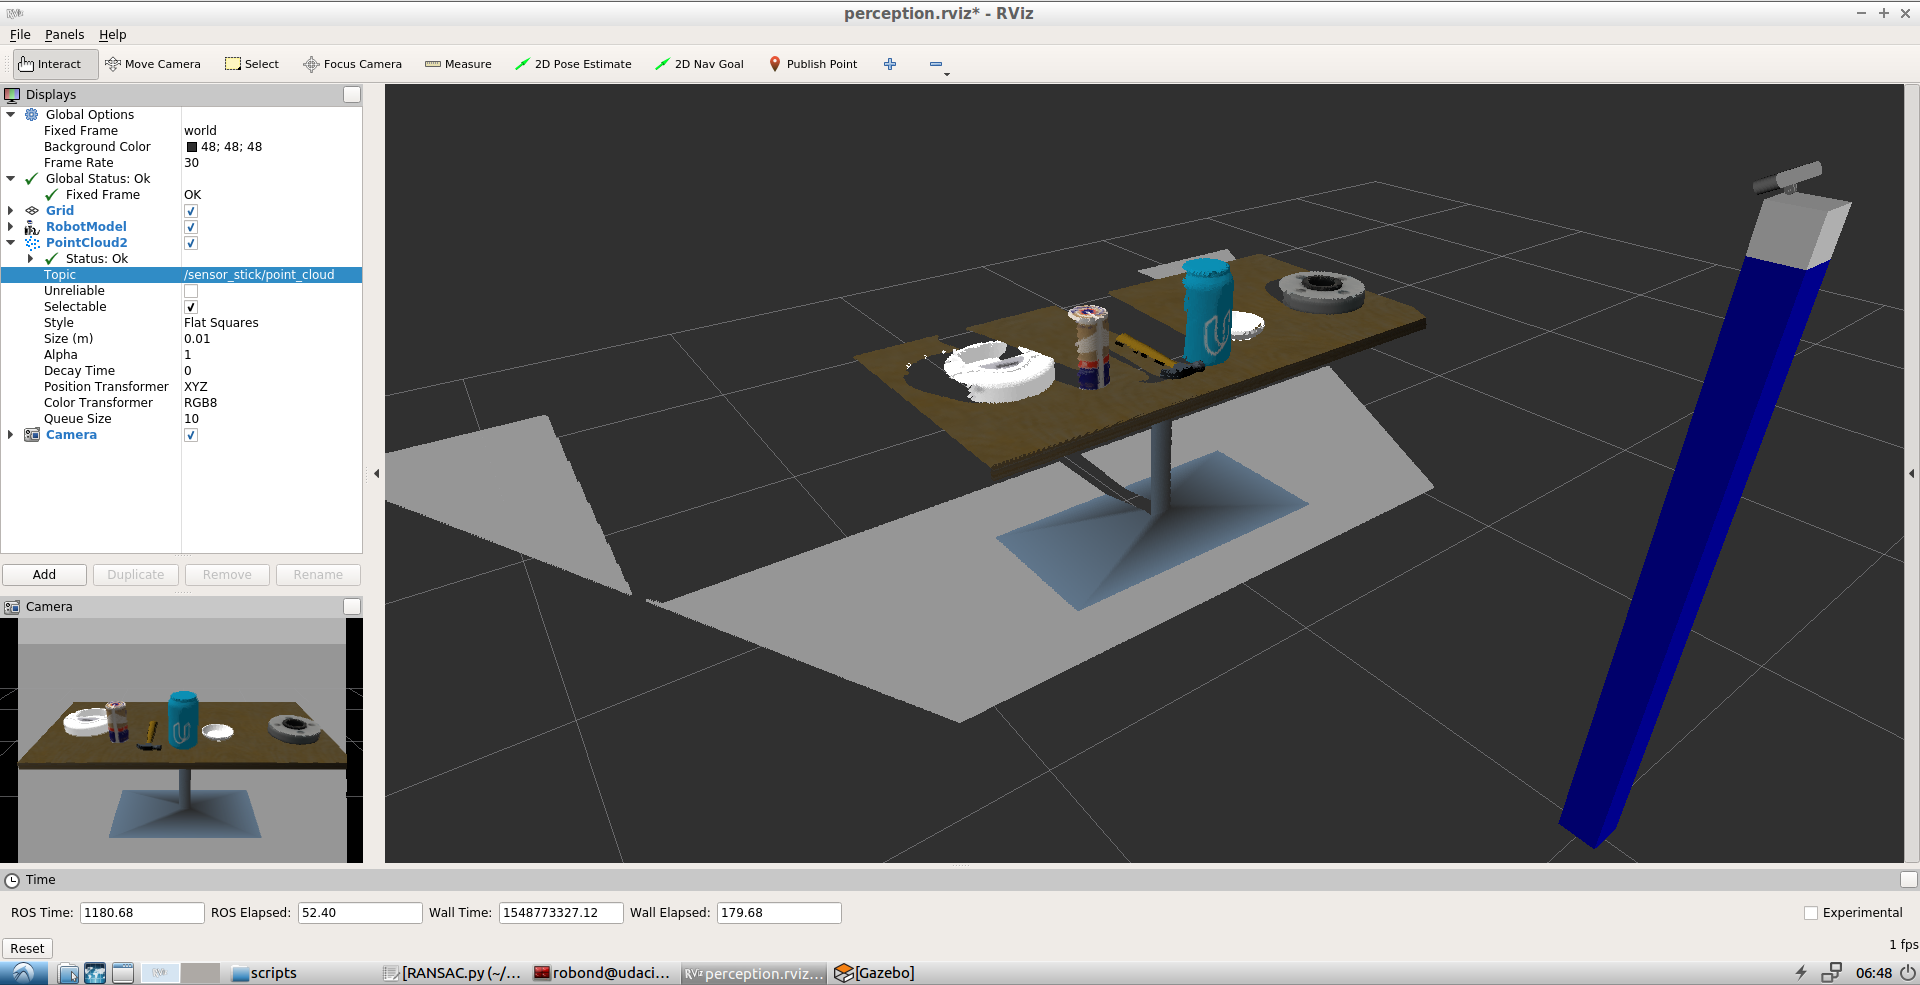 RViz perception.rviz* - RViz
File Panels Help
Interact Move Camera Select Focus Camera Measure 2D Pose Estimate 2D Nav Goal Publish Point
Displays
Global Options
Fixed Frame world
Background Color 48; 48; 48
Frame Rate 30
Global Status: Ok
Fixed Frame OK
Grid
RobotModel
PointCloud2
Status: Ok
Topic /sensor_stick/point_cloud
Unreliable
Selectable
Style Flat Squares
Size (m) 0.01
Alpha 1
Decay Time 0
Position Transformer XYZ
Color Transformer RGB8
Queue Size 10
Camera
Add Duplicate Remove Rename
Camera
Time
ROS Time: 1180.68 ROS Elapsed: 52.40 Wall Time: 1548773327.12 Wall Elapsed: 179.68 Experimental
Reset 1 fps
scripts [RANSAC.py (~/... robond@udaci... RViz perception.rviz... [Gazebo] 06:48